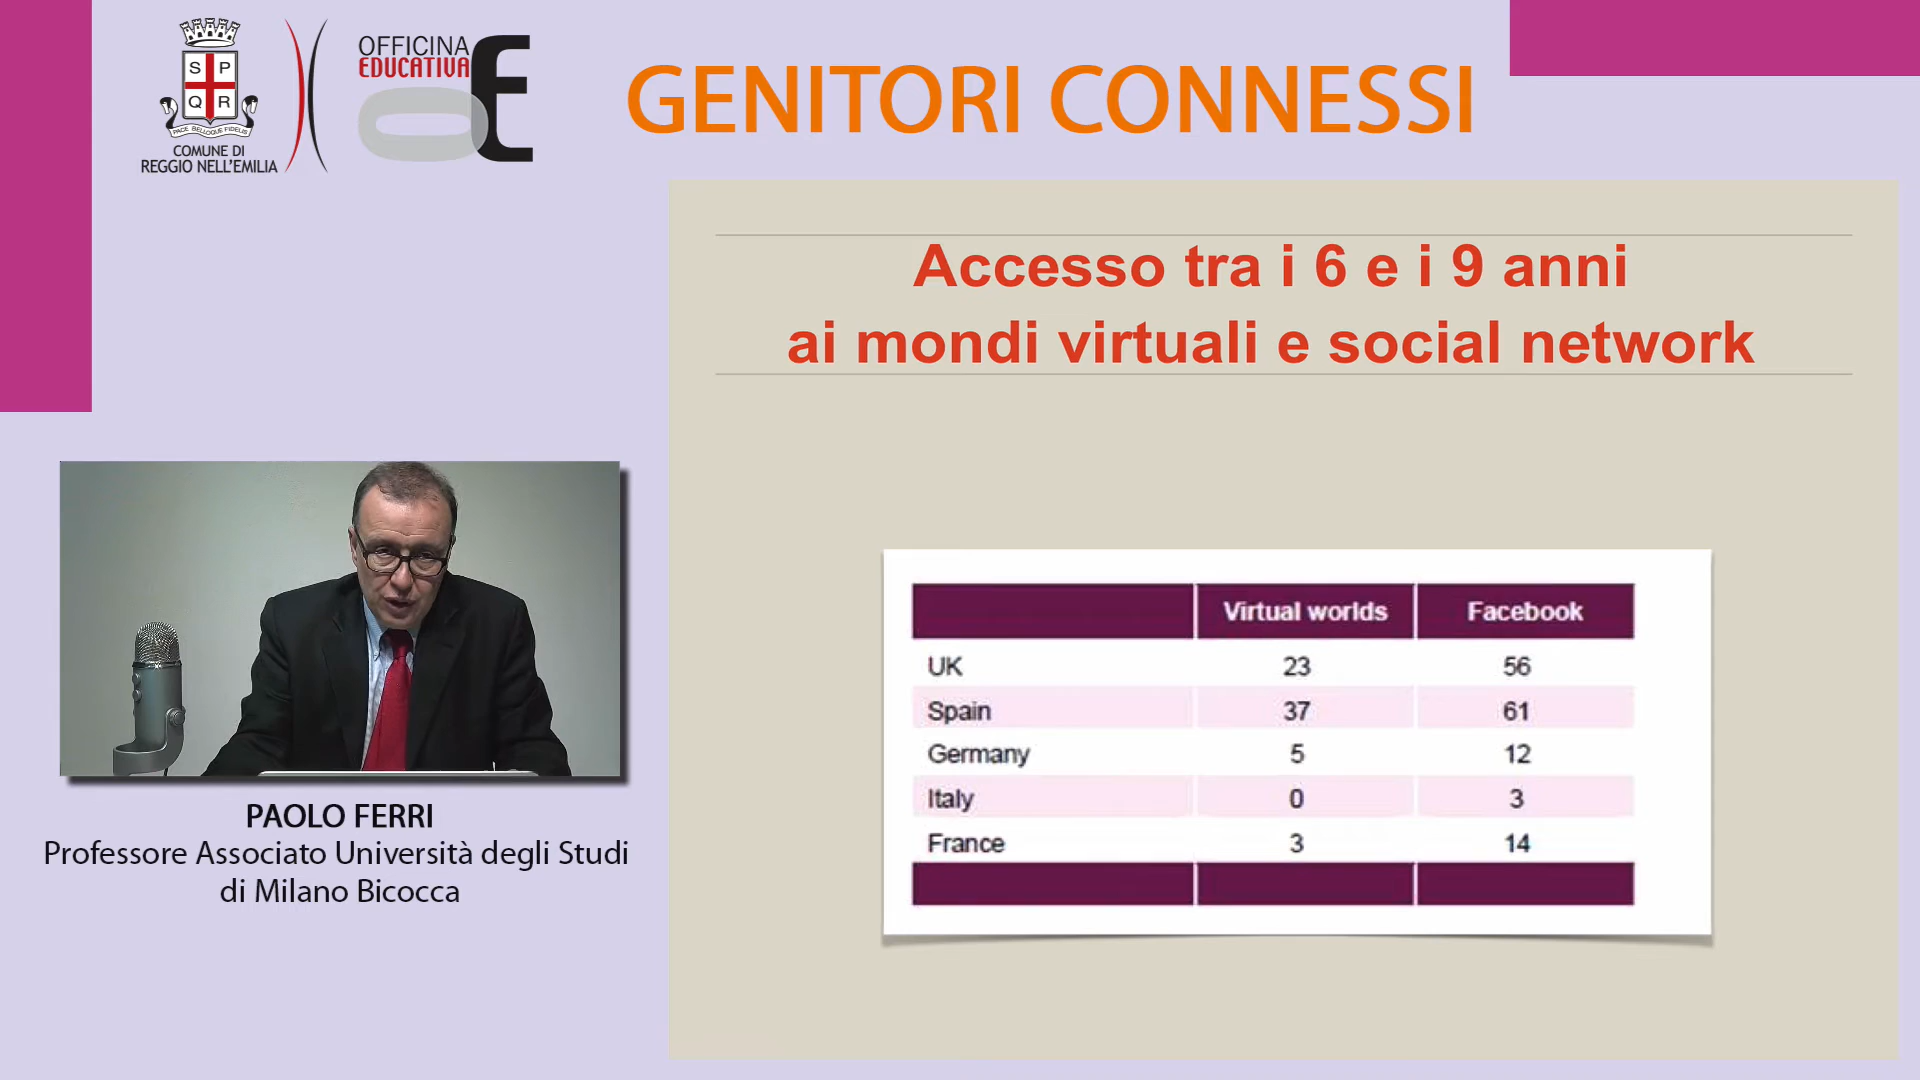 S P
Q R
PACE BELLOQUE FIDELIS
COMUNE DI
REGGIO NELL'EMILIA
OFFICINA
EDUCATIVA
OE
GENITORI CONNESSI
Accesso tra i 6 e i 9 anni
ai mondi virtuali e social network
Virtual worlds Facebook
UK 23 56
Spain 37 61
Germany 5 12
Italy 0 3
France 3 14
PAOLO FERRI
Professore Associato Università degli Studi
di Milano Bicocca